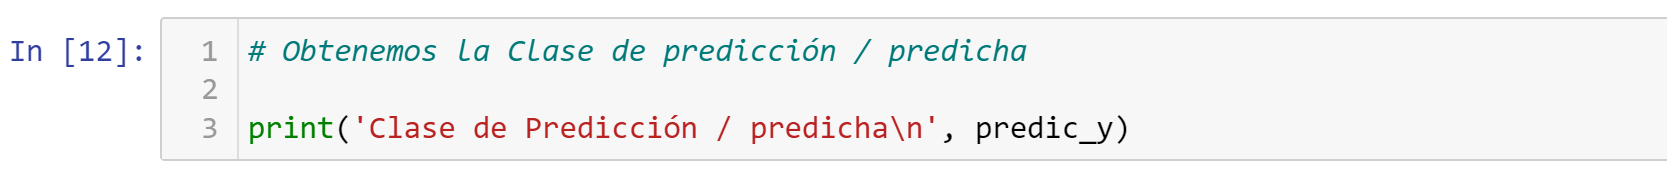 In [12]:
1 # Obtenemos la Clase de predicción / predicha
2
3 print('Clase de Predicción / predicha\n', predic_y)